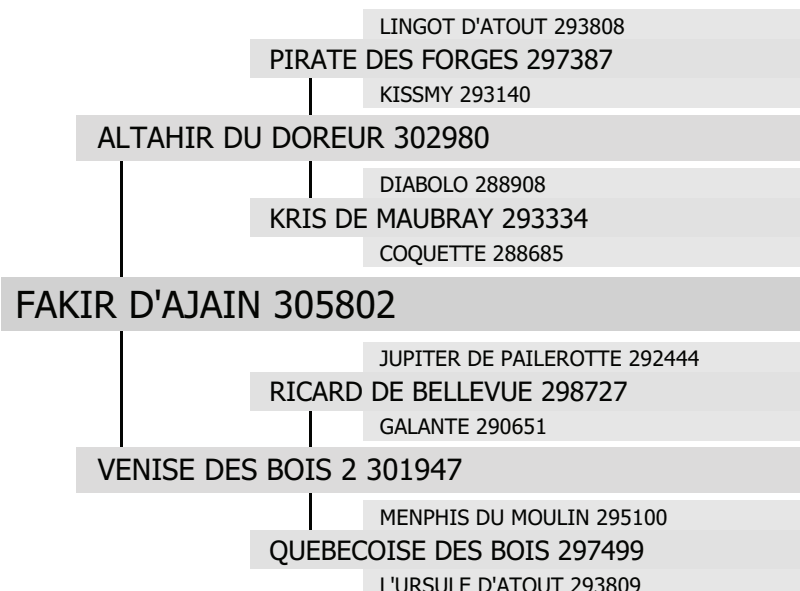 LINGOT D'ATOUT 293808
PIRATE DES FORGES 297387
KISSMY 293140
ALTAHIR DU DOREUR 302980
DIABOLO 288908
KRIS DE MAUBRAY 293334
COQUETTE 288685
FAKIR D'AJAIN 305802
JUPITER DE PAILEROTTE 292444
RICARD DE BELLEVUE 298727
GALANTE 290651
VENISE DES BOIS 2 301947
MENPHIS DU MOULIN 295100
QUEBECOISE DES BOIS 297499
L'URSULE D'ATOUT 293809